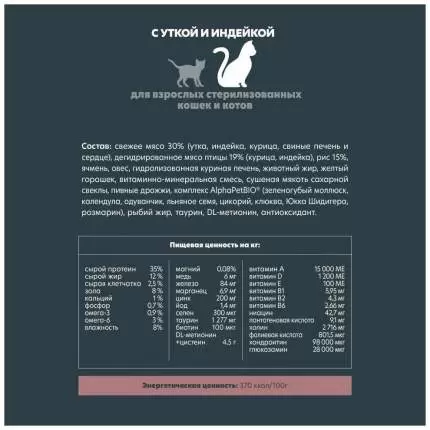 С УТКОЙ И ИНДЕЙКОЙ
для взрослых стерилизованных
кошек и котов
Состав: свежее мясо 30% (утка, индейка, курица, свиные печень и
сердце), дегидрированное мясо птицы 19% (курица, индейка), рис 15%,
ячмень, овес, гидролизованная куриная печень, животный жир, желтый
горошек, витаминно-минеральная смесь, сушеная мякоть сахарной
свеклы, пивные дрожжи, комплекс AlphaPetBIO® (зеленогубый моллюск,
календула, одуванчик, льняное семя, цикорий, клюква, Юкка Шидигера,
розмарин), рыбий жир, таурин, DL-метионин, антиоксидант.
Пищевая ценность на кг:
сырой протеин 35%
сырой жир 12%
сырая клетчатка 2,5 %
зола 8%
кальций 1 %
фосфор 0,7 %
омега-3 0,9%
омега-6 3%
влажность 8%
магний 0,08%
медь 6 мг
железо 84 мг
марганец 6,9 мг
цинк 200 мг
йод 1,4 мг
селен 300 мкг
таурин 1 277 мг
биотин 100 мкг
DL-метионин
+цистеин 4,5 г
витамин A 15 000 МЕ
витамин D 1 200 МЕ
витамин E 100 МЕ
витамин B1 5,95 мг
витамин B2 4,3 мг
витамин B6 2,66 мг
ниацин 42,7 мг
пантотеновая кислота 9,1 мг
холин 2 716 мг
фолиевая кислота 801,5 мкг
хондроитин 98 000 мкг
глюкозамин 28 000 мкг
Энергетическая ценность: 370 ккал/100г